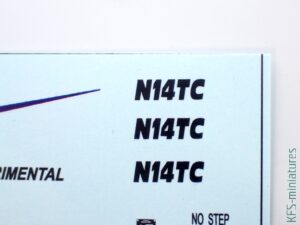 N14TC
N14TC
RIMENTAL
N14TC
NO STEP
KFS-miniatures